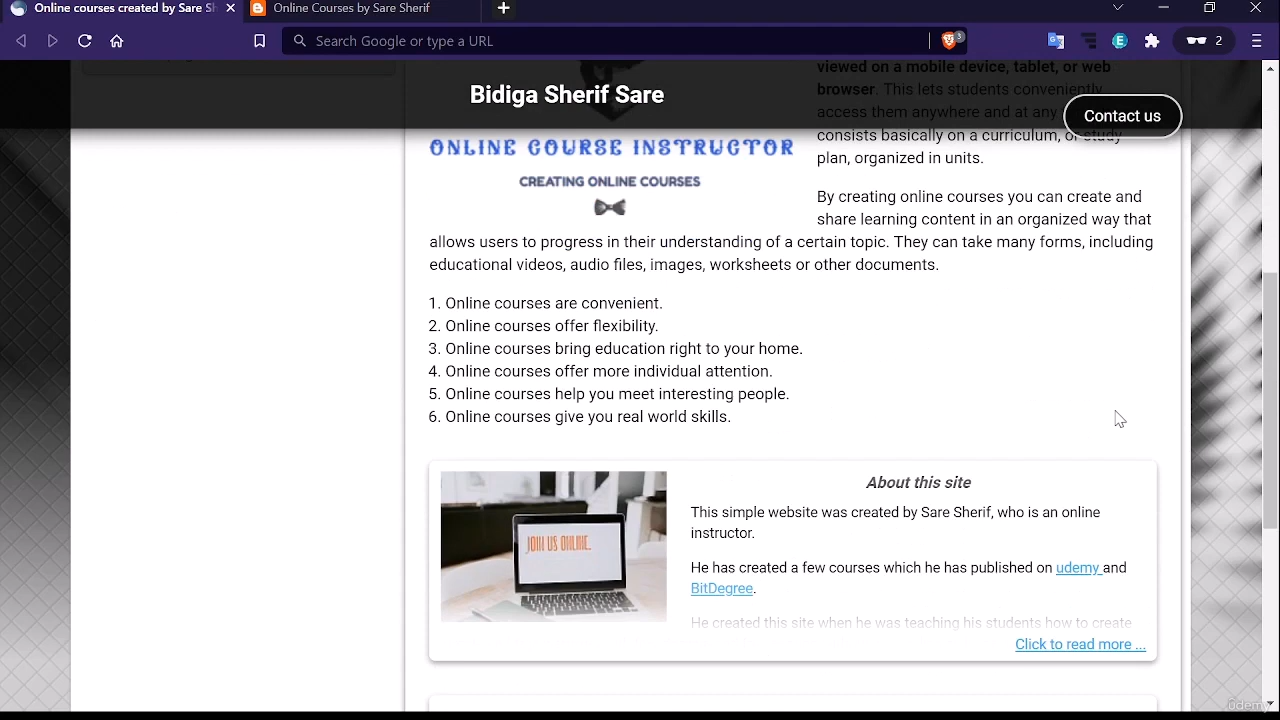 Online courses created by Sare Sh
Online Courses by Sare Sherif
Search Google or type a URL
3
2
viewed on a mobile device, tablet, or web
Bidiga Sherif Sare
browser. This lets students conveniently
access them anywhere and at any
Contact us
consists basically on a curriculum, or study
plan, organized in units.
ONLINE COURSE INSTRUCTOR
CREATING ONLINE COURSES
By creating online courses you can create and
share learning content in an organized way that
allows users to progress in their understanding of a certain topic. They can take many forms, including
educational videos, audio files, images, worksheets or other documents.
1. Online courses are convenient.
2. Online courses offer flexibility.
3. Online courses bring education right to your home.
4. Online courses offer more individual attention.
5. Online courses help you meet interesting people.
6. Online courses give you real world skills.
About this site
This simple website was created by Sare Sherif, who is an online
instructor.
JOIN US ONLINE.
He has created a few courses which he has published on udemy and
BitDegree.
He created this site when he was teaching his students how to create
Click to read more ...
Udemy